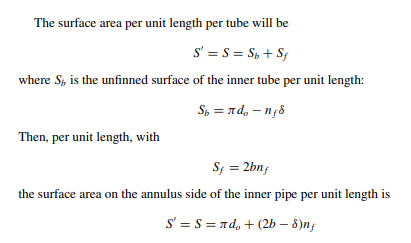 The surface area per unit length per tube will be
S′ = S = S_b + S_f
where S_b is the unfinned surface of the inner tube per unit length:
S_b = πd_o − n_f δ
Then, per unit length, with
S_f = 2bn_f
the surface area on the annulus side of the inner pipe per unit length is
S′ = S = πd_o + (2b − δ)n_f